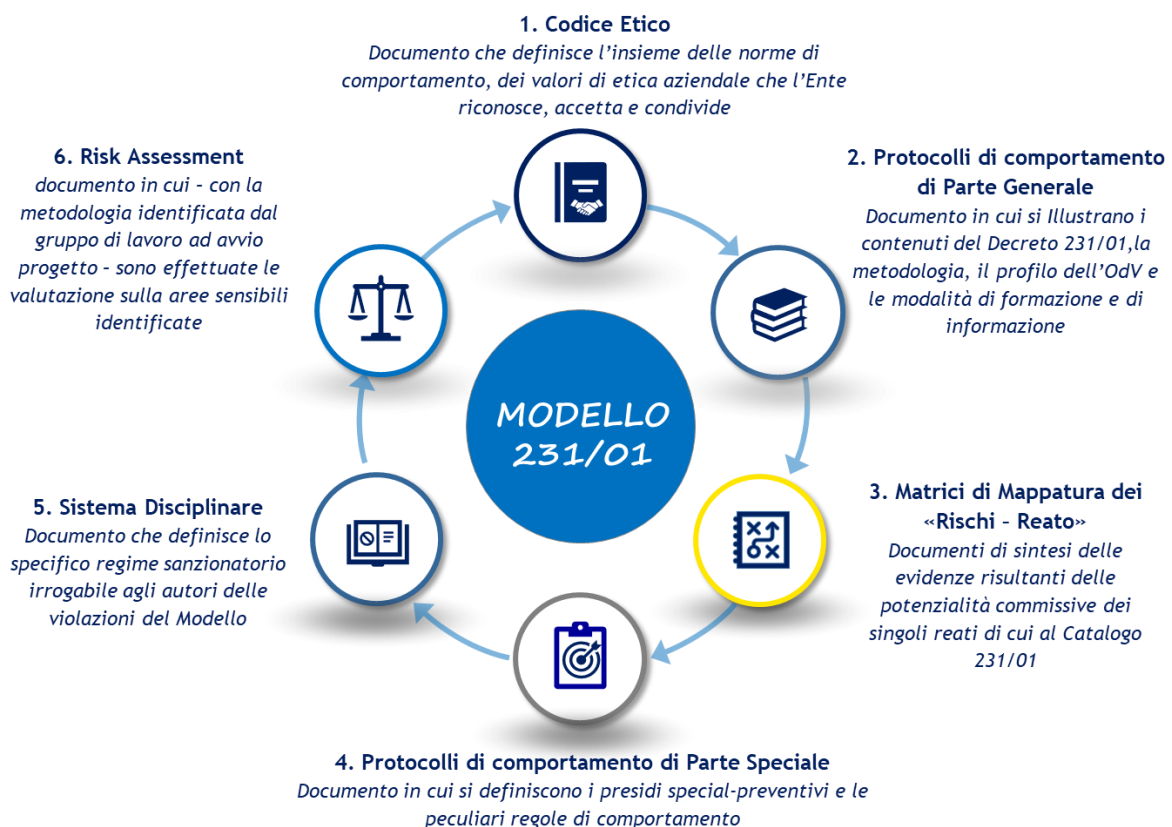 1. Codice Etico
Documento che definisce l'insieme delle norme di
comportamento, dei valori di etica aziendale che l'Ente
riconosce, accetta e condivide
2. Protocolli di comportamento
di Parte Generale
Documento in cui si Illustrano i
contenuti del Decreto 231/01,la
metodologia, il profilo dell'OdV e
le modalità di formazione e di
informazione
3. Matrici di Mappatura dei
«Rischi - Reato»
Documenti di sintesi delle
evidenze risultanti delle
potenzialità commissive dei
singoli reati di cui al Catalogo
231/01
4. Protocolli di comportamento di Parte Speciale
Documento in cui si definiscono i presidi special-preventivi e le
peculiari regole di comportamento
5. Sistema Disciplinare
Documento che definisce lo
specifico regime sanzionatorio
irrogabile agli autori delle
violazioni del Modello
6. Risk Assessment
documento in cui - con la
metodologia identificata dal
gruppo di lavoro ad avvio
progetto - sono effettuate le
valutazione sulla aree sensibili
identificate
MODELLO
231/01